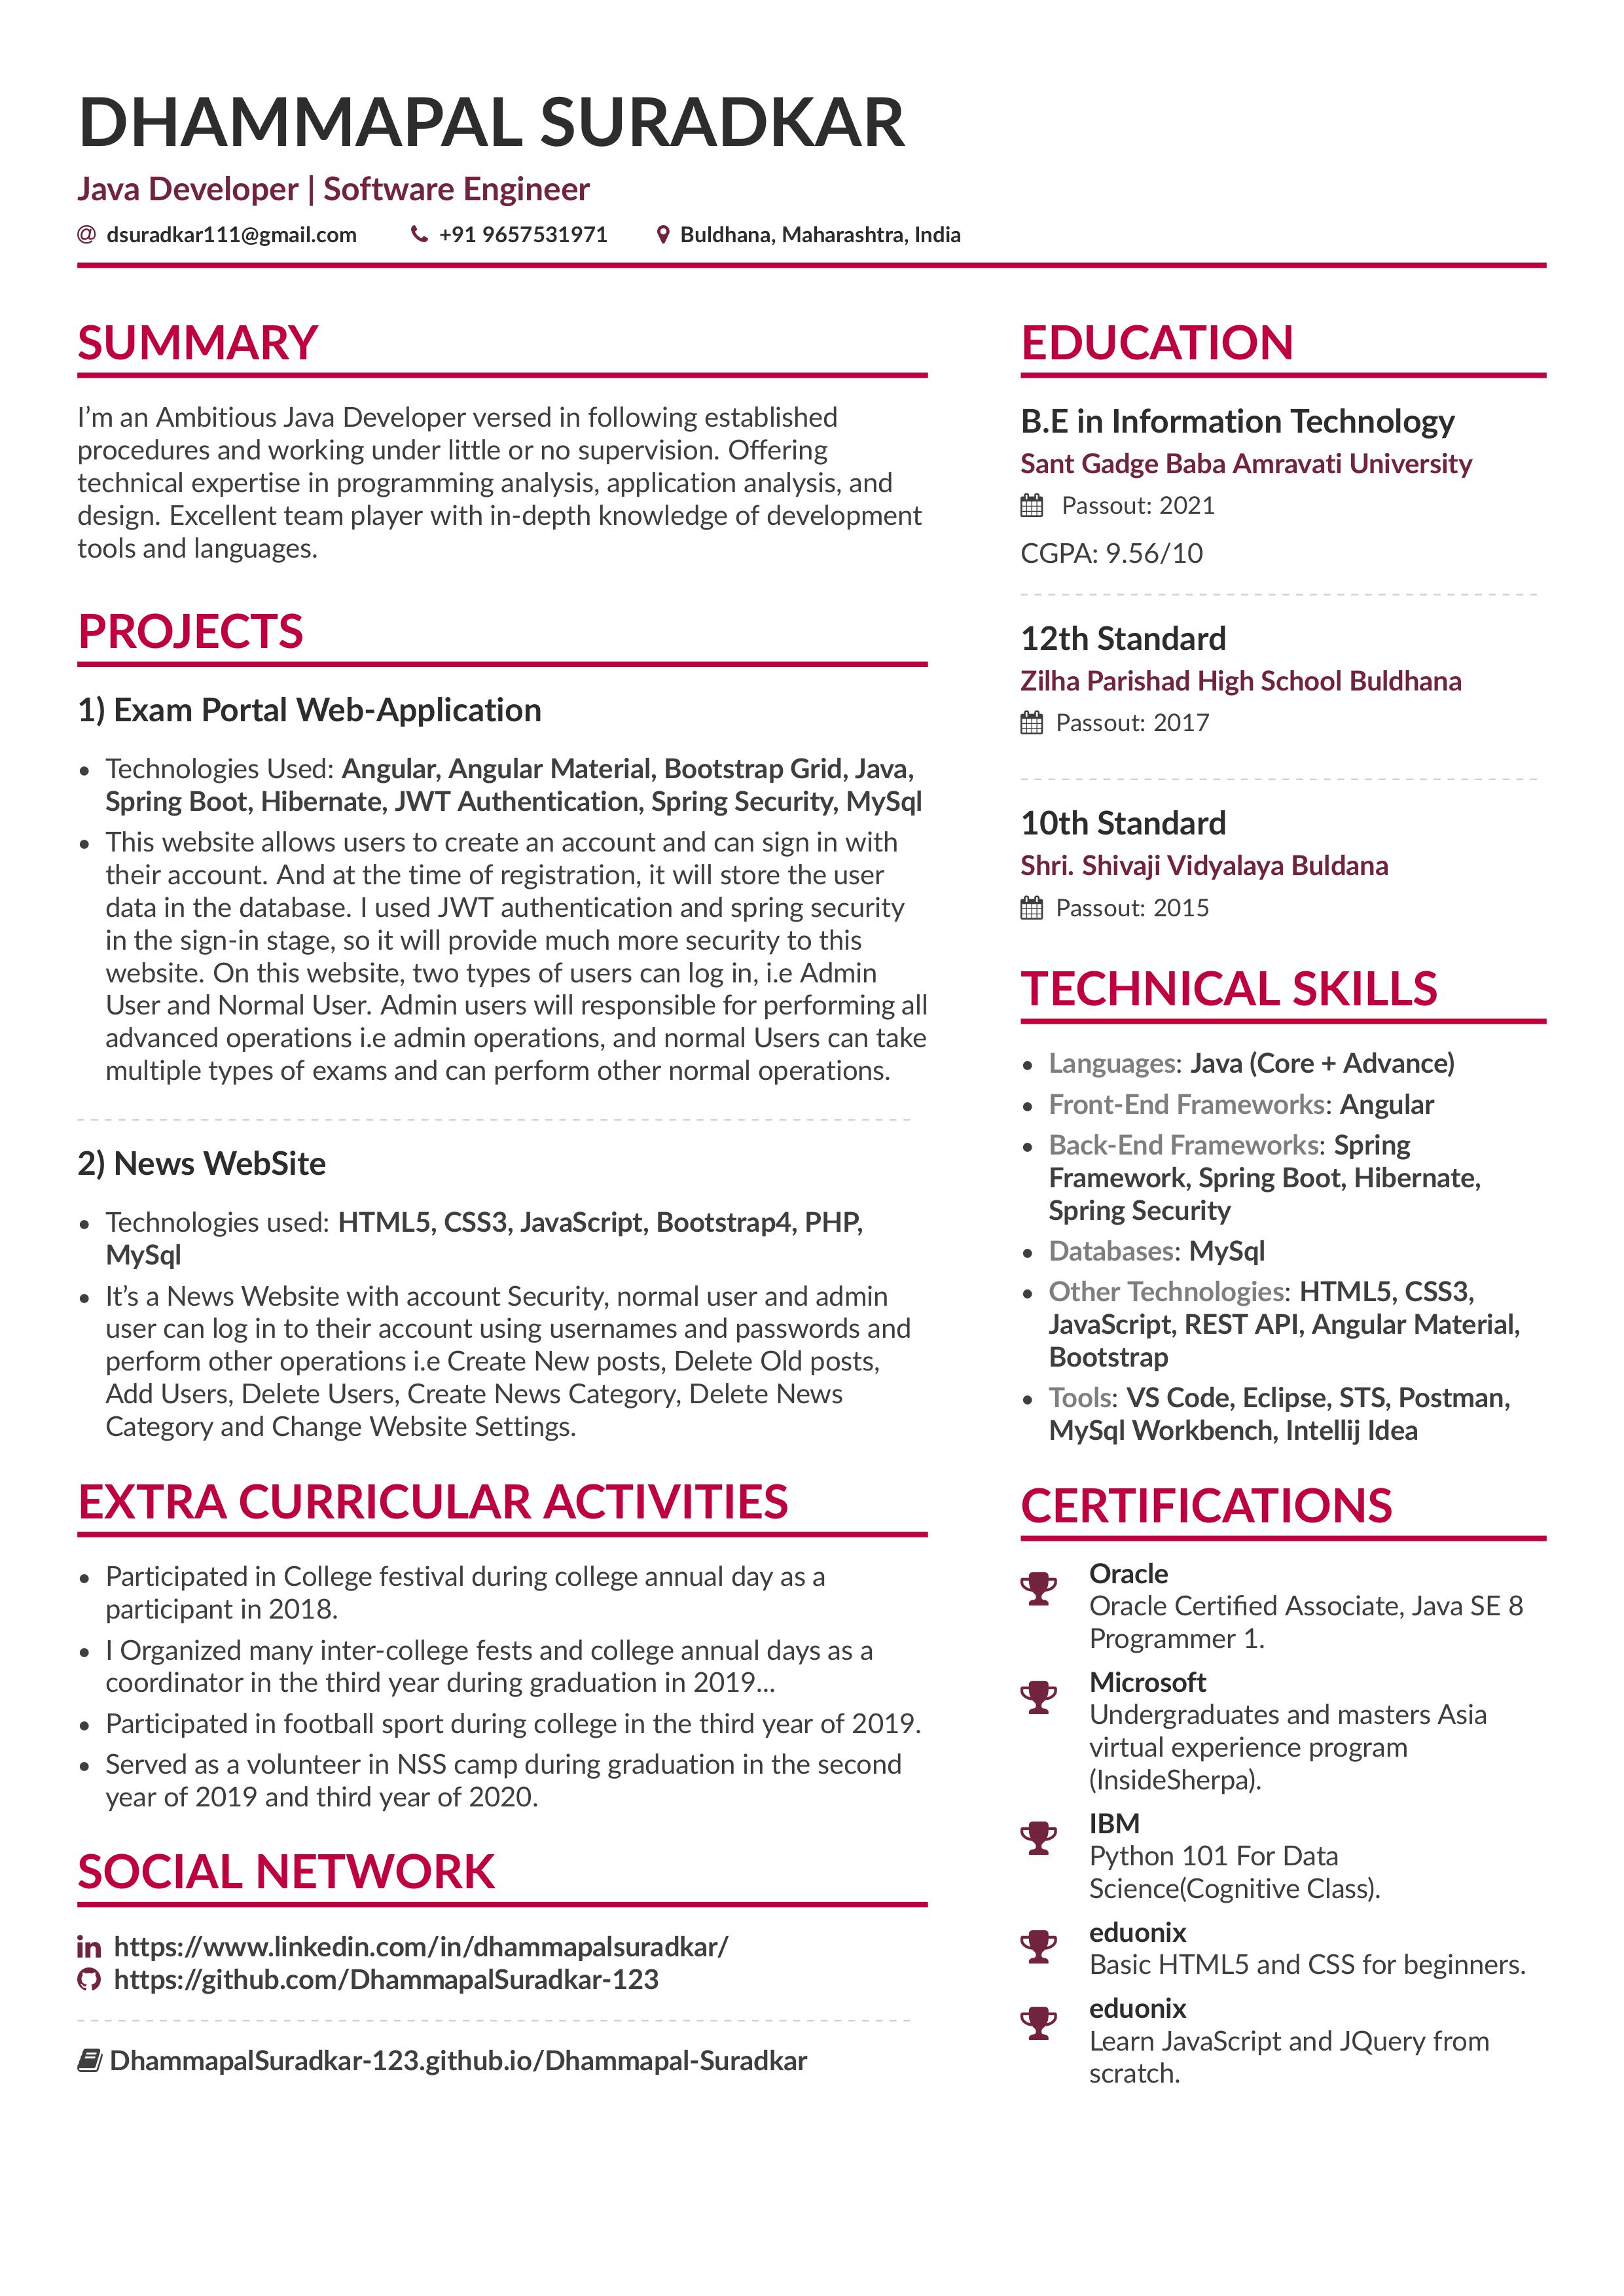 DHAMMAPAL SURADKAR
Java Developer | Software Engineer
@ dsuradkar111@gmail.com +91 9657531971 Buldhana, Maharashtra, India
SUMMARY
I’m an Ambitious Java Developer versed in following established
procedures and working under little or no supervision. Offering
technical expertise in programming analysis, application analysis, and
design. Excellent team player with in-depth knowledge of development
tools and languages.
PROJECTS
1) Exam Portal Web-Application
• Technologies Used: Angular, Angular Material, Bootstrap Grid, Java,
Spring Boot, Hibernate, JWT Authentication, Spring Security, MySql
• This website allows users to create an account and can sign in with
their account. And at the time of registration, it will store the user
data in the database. I used JWT authentication and spring security
in the sign-in stage, so it will provide much more security to this
website. On this website, two types of users can log in, i.e Admin
User and Normal User. Admin users will responsible for performing all
advanced operations i.e admin operations, and normal Users can take
multiple types of exams and can perform other normal operations.
2) News WebSite
• Technologies used: HTML5, CSS3, JavaScript, Bootstrap4, PHP,
MySql
• It’s a News Website with account Security, normal user and admin
user can log in to their account using usernames and passwords and
perform other operations i.e Create New posts, Delete Old posts,
Add Users, Delete Users, Create News Category, Delete News
Category and Change Website Settings.
EXTRA CURRICULAR ACTIVITIES
• Participated in College festival during college annual day as a
participant in 2018.
• I Organized many inter-college fests and college annual days as a
coordinator in the third year during graduation in 2019...
• Participated in football sport during college in the third year of 2019.
• Served as a volunteer in NSS camp during graduation in the second
year of 2019 and third year of 2020.
SOCIAL NETWORK
in https://www.linkedin.com/in/dhammapalsuradkar/
https://github.com/DhammapalSuradkar-123
DhammapalSuradkar-123.github.io/Dhammapal-Suradkar
EDUCATION
B.E in Information Technology
Sant Gadge Baba Amravati University
Passout: 2021
CGPA: 9.56/10
12th Standard
Zilha Parishad High School Buldhana
Passout: 2017
10th Standard
Shri. Shivaji Vidyalaya Buldana
Passout: 2015
TECHNICAL SKILLS
• Languages: Java (Core + Advance)
• Front-End Frameworks: Angular
• Back-End Frameworks: Spring
Framework, Spring Boot, Hibernate,
Spring Security
• Databases: MySql
• Other Technologies: HTML5, CSS3,
JavaScript, REST API, Angular Material,
Bootstrap
• Tools: VS Code, Eclipse, STS, Postman,
MySql Workbench, Intellij Idea
CERTIFICATIONS
Oracle
Oracle Certified Associate, Java SE 8
Programmer 1.
Microsoft
Undergraduates and masters Asia
virtual experience program
(InsideSherpa).
IBM
Python 101 For Data
Science(Cognitive Class).
eduonix
Basic HTML5 and CSS for beginners.
eduonix
Learn JavaScript and JQuery from
scratch.